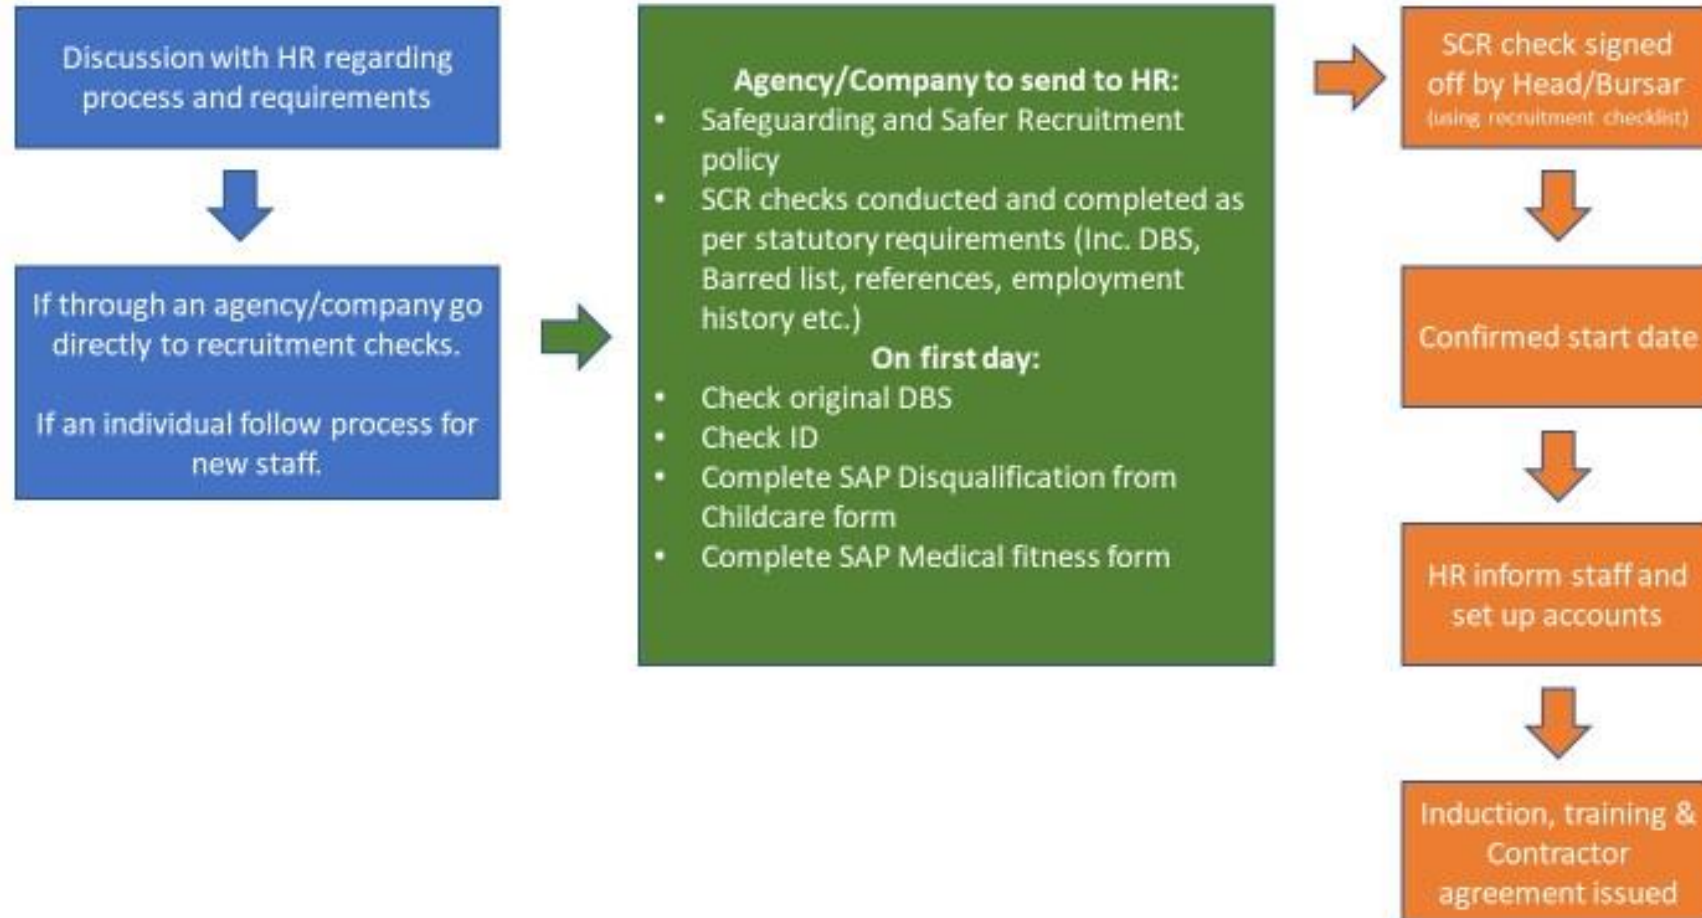 Discussion with HR regarding
process and requirements
If through an agency/company go
directly to recruitment checks.
If an individual follow process for
new staff.
Agency/Company to send to HR:
• Safeguarding and Safer Recruitment
policy
• SCR checks conducted and completed as
per statutory requirements (Inc. DBS,
Barred list, references, employment
history etc.)
On first day:
• Check original DBS
• Check ID
• Complete SAP Disqualification from
Childcare form
• Complete SAP Medical fitness form
SCR check signed
off by Head/Bursar
(using recruitment checklist)
Confirmed start date
HR inform staff and
set up accounts
Induction, training &
Contractor
agreement issued